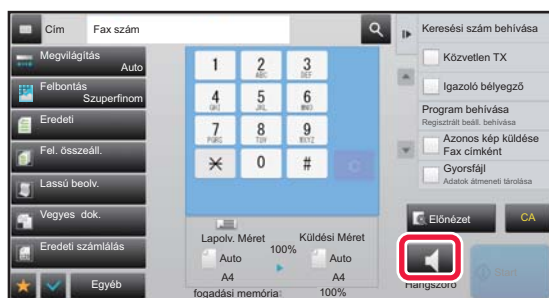 Cím Fax szám
Megvilágítás
Auto
Felbontás
Szuperfinom
Eredeti
Fel. összeáll.
Lassú beolv.
Vegyes dok.
Eredeti számlálás
Egyéb
1 2 3
ABC DEF
4 5 6
GHI JKL MNO
7 8 9
PQRS TUV WXYZ
0 #
Lapolv. Méret 100% Küldési Méret
Auto Auto
A4 A4
fogadási memória: 100%
Keresési szám behívása
Közvetlen TX
Igazoló bélyegző
Program behívása
Regisztrált beáll. behívása
Azonos kép küldése
Fax címként
Gyorsfájl
Adatok átmeneti tárolása
Előnézet CA
Hangszóró
Start